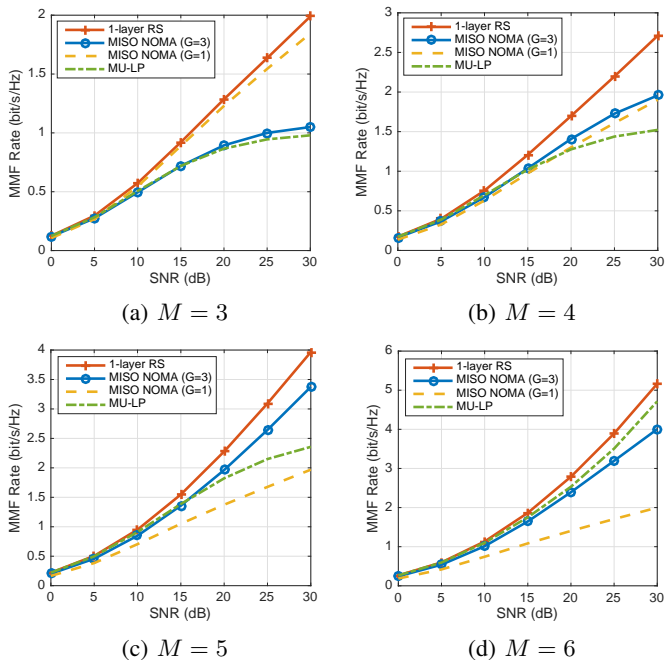 2
1.5
1
0.5
0
0 5 10 15 20 25 30
MMF Rate (bit/s/Hz)
SNR (dB)
1-layer RS
MISO NOMA (G=3)
MISO NOMA (G=1)
MU-LP
(a) M = 3
3
2.5
2
1.5
1
0.5
0
0 5 10 15 20 25 30
MMF Rate (bit/s/Hz)
SNR (dB)
1-layer RS
MISO NOMA (G=3)
MISO NOMA (G=1)
MU-LP
(b) M = 4
4
3.5
3
2.5
2
1.5
1
0.5
0
0 5 10 15 20 25 30
MMF Rate (bit/s/Hz)
SNR (dB)
1-layer RS
MISO NOMA (G=3)
MISO NOMA (G=1)
MU-LP
(c) M = 5
6
5
4
3
2
1
0
0 5 10 15 20 25 30
MMF Rate (bit/s/Hz)
SNR (dB)
1-layer RS
MISO NOMA (G=3)
MISO NOMA (G=1)
MU-LP
(d) M = 6